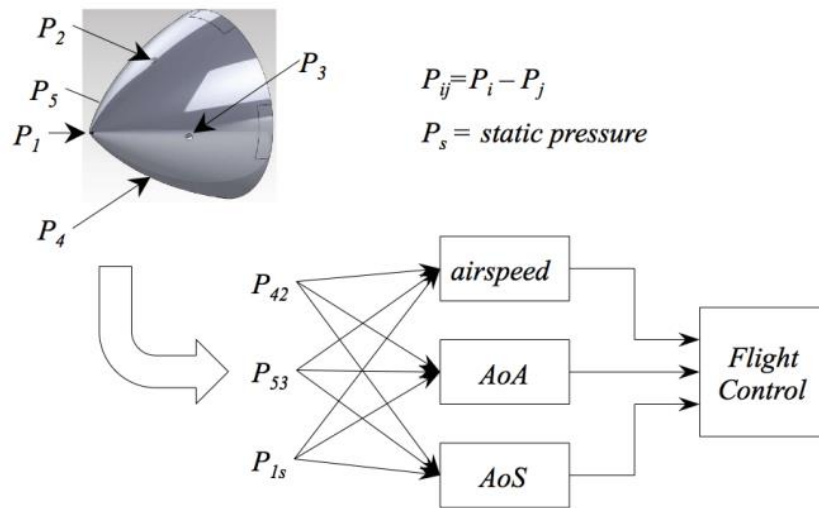 P₂
P₃
P₅
P₁
P₄
Pᵢⱼ=Pᵢ – Pⱼ
Pₛ = static pressure
P₄₂
P₅₃
P₁ₛ
airspeed
AoA
AoS
Flight
Control